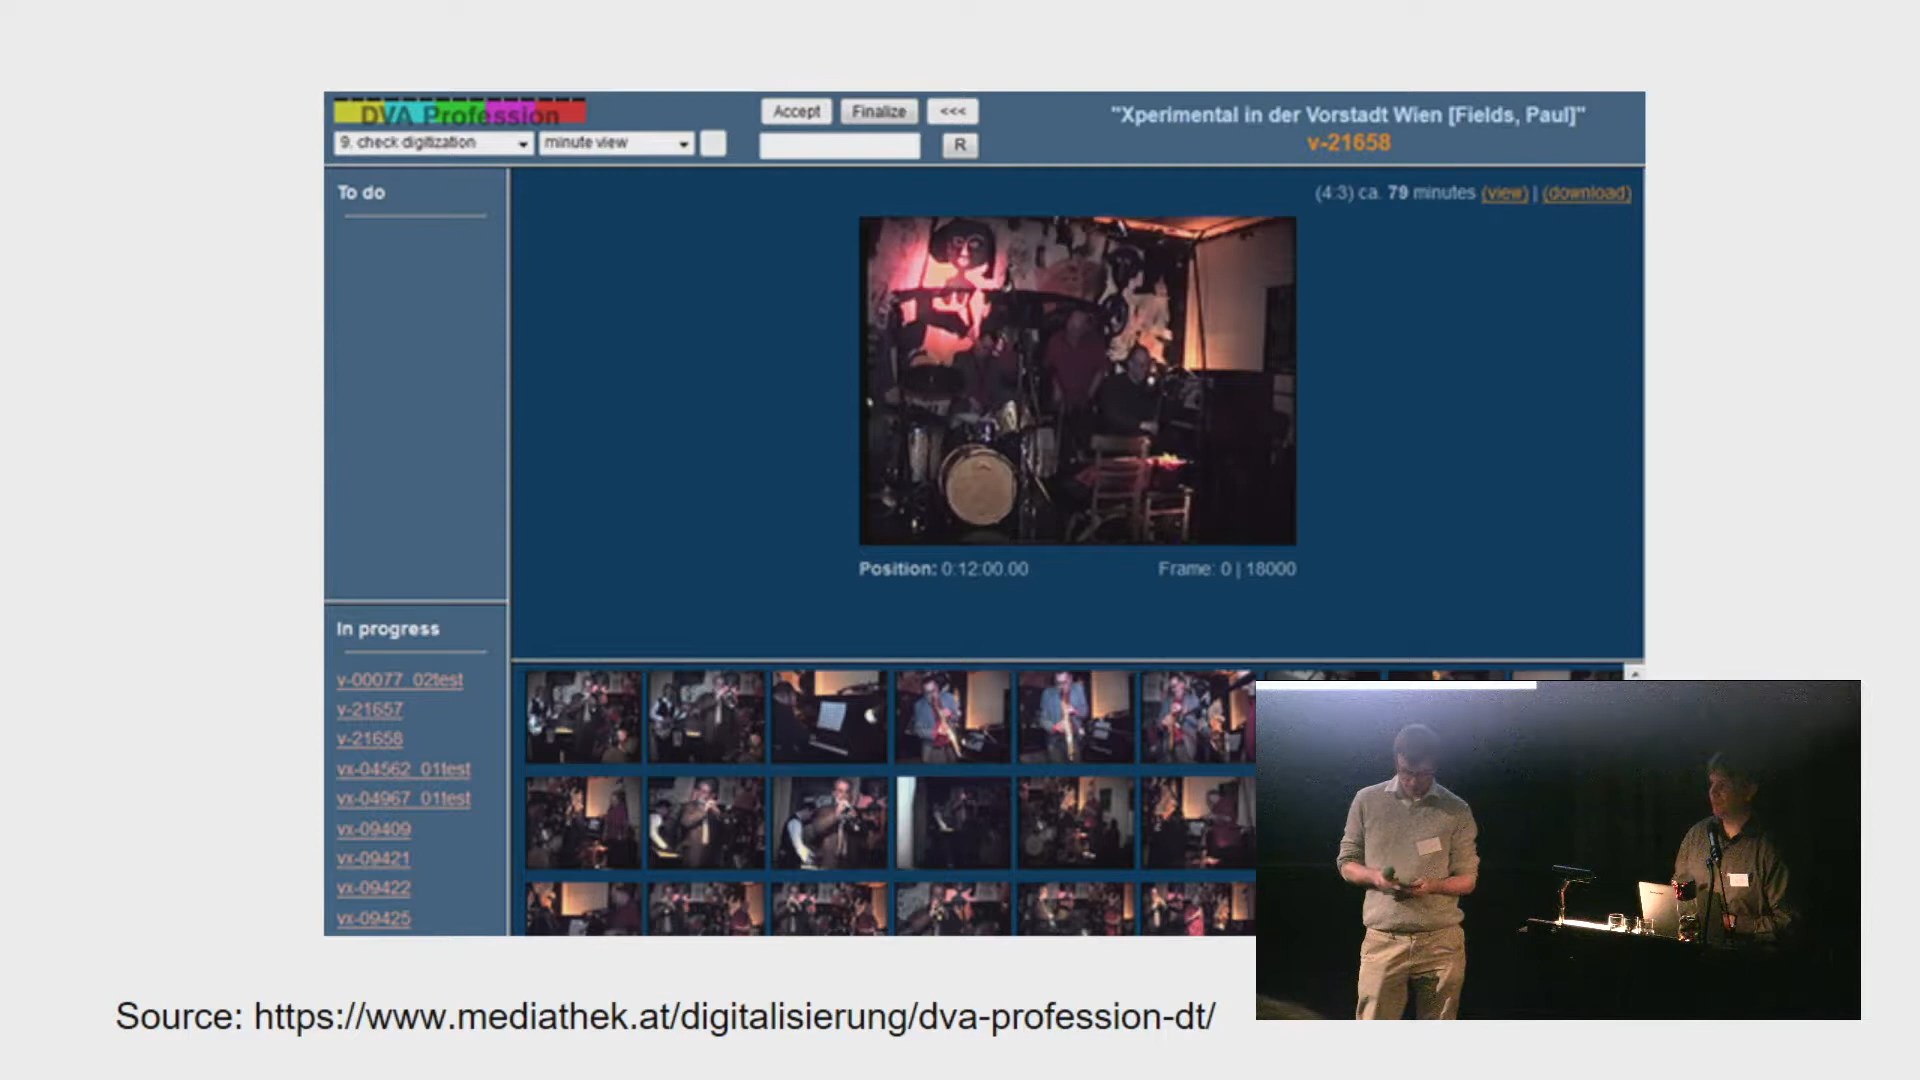 DVA Profession
Accept Finalize <<<
"Xperimental in der Vorstadt Wien [Fields, Paul]"
9. check digitization minute view
R
v-21658
To do
(4:3) ca. 79 minutes (view) | (download)
Position: 0:12:00.00
Frame: 0 | 18000
In progress
v-00077_02test
v-21657
v-21658
vx-04562_01test
vx-04967_01test
vx-09409
vx-09421
vx-09422
vx-09425
Source: https://www.mediathek.at/digitalisierung/dva-profession-dt/